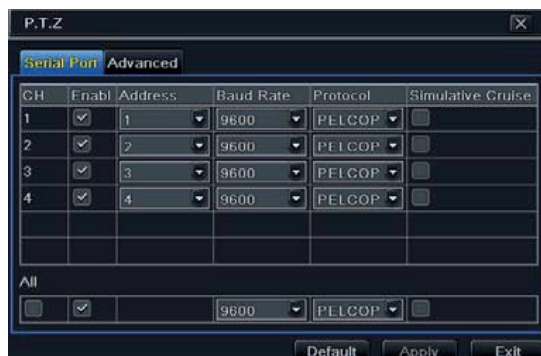 P.T.Z
Serial Port Advanced
CH Enabl Address Baud Rate Protocol Simulative Cruise
1 1 9600 PELCOP
2 2 9600 PELCOP
3 3 9600 PELCOP
4 4 9600 PELCOP
All
9600 PELCOP
Default Apply Exit